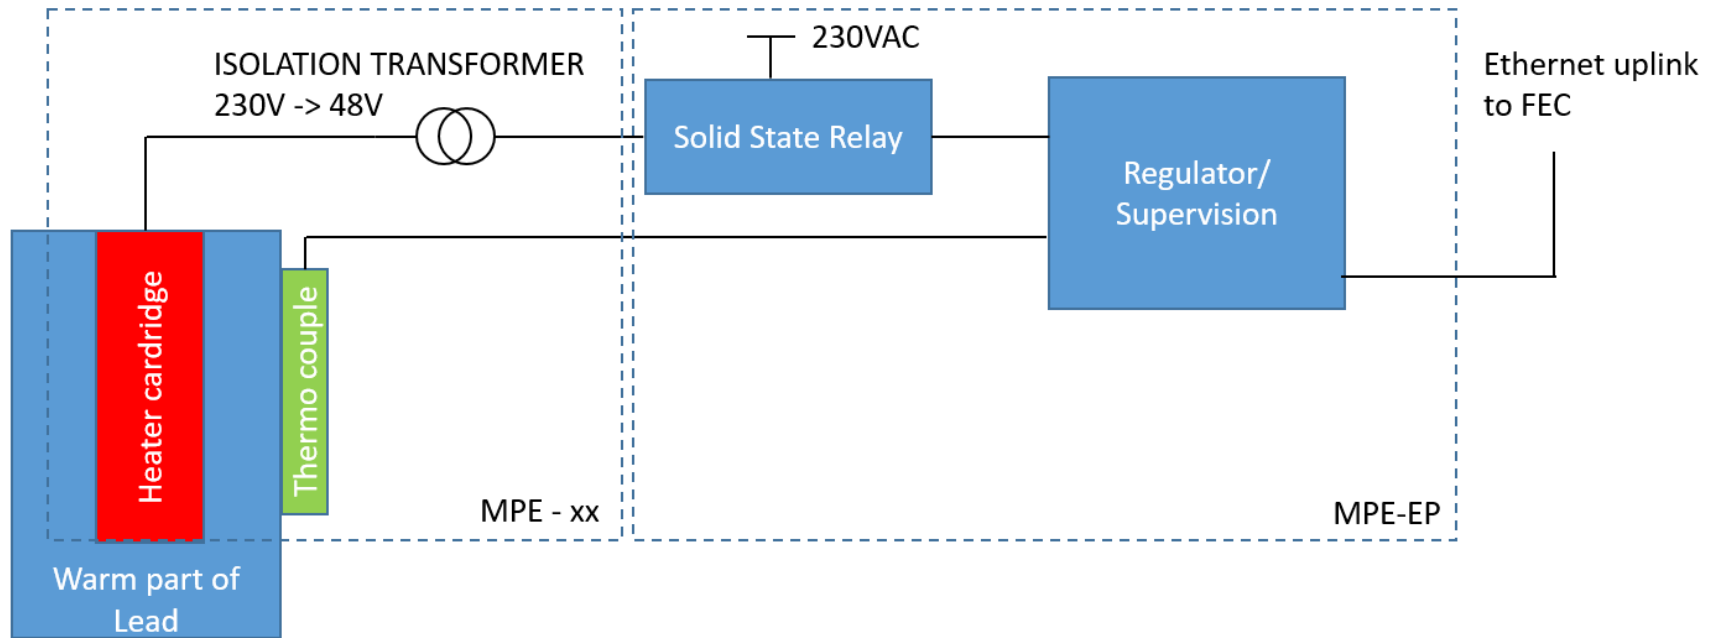 ISOLATION TRANSFORMER
230V -> 48V
230VAC
Solid State Relay
Regulator/
Supervision
Ethernet uplink
to FEC
Heater cardridge
Thermo couple
MPE - xx
MPE-EP
Warm part of
Lead